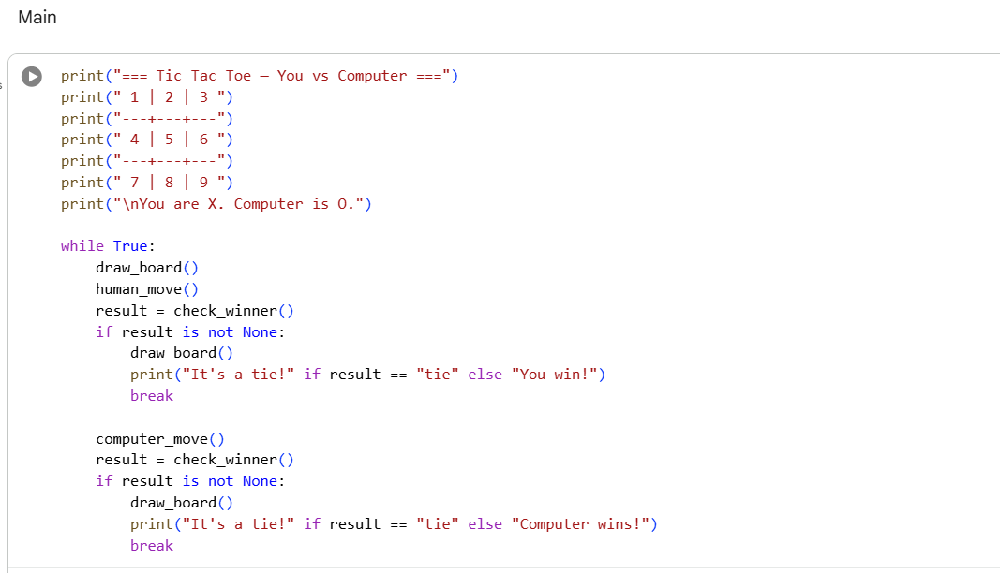 Main
print("=== Tic Tac Toe — You vs Computer ===")
print(" 1 | 2 | 3 ")
print("---+---+---")
print(" 4 | 5 | 6 ")
print("---+---+---")
print(" 7 | 8 | 9 ")
print("\nYou are X. Computer is O.")

while True:
    draw_board()
    human_move()
    result = check_winner()
    if result is not None:
        draw_board()
        print("It's a tie!" if result == "tie" else "You win!")
        break

    computer_move()
    result = check_winner()
    if result is not None:
        draw_board()
        print("It's a tie!" if result == "tie" else "Computer wins!")
        break